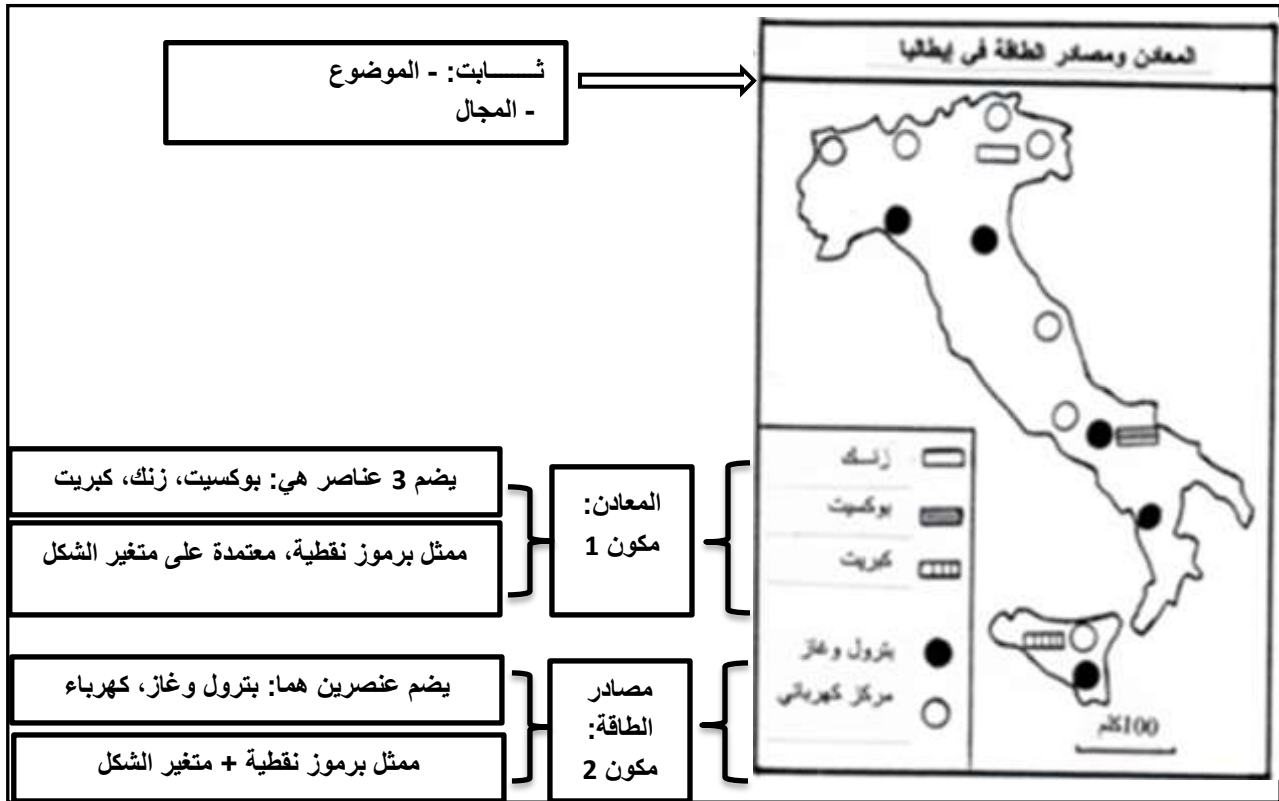 ثـــــابت: - الموضوع
- المجال
المعادن ومصادر الطاقة في إيطاليا
زنـك
بوكسيت
كبريت
بترول وغاز
مركز كهربائي
100كلم
المعادن:
مكون 1
يضم 3 عناصر هي: بوكسيت، زنك، كبريت
ممثل برموز نقطية، معتمدة على متغير الشكل
مصادر
الطاقة:
مكون 2
يضم عنصرين هما: بترول وغاز، كهرباء
ممثل برموز نقطية + متغير الشكل